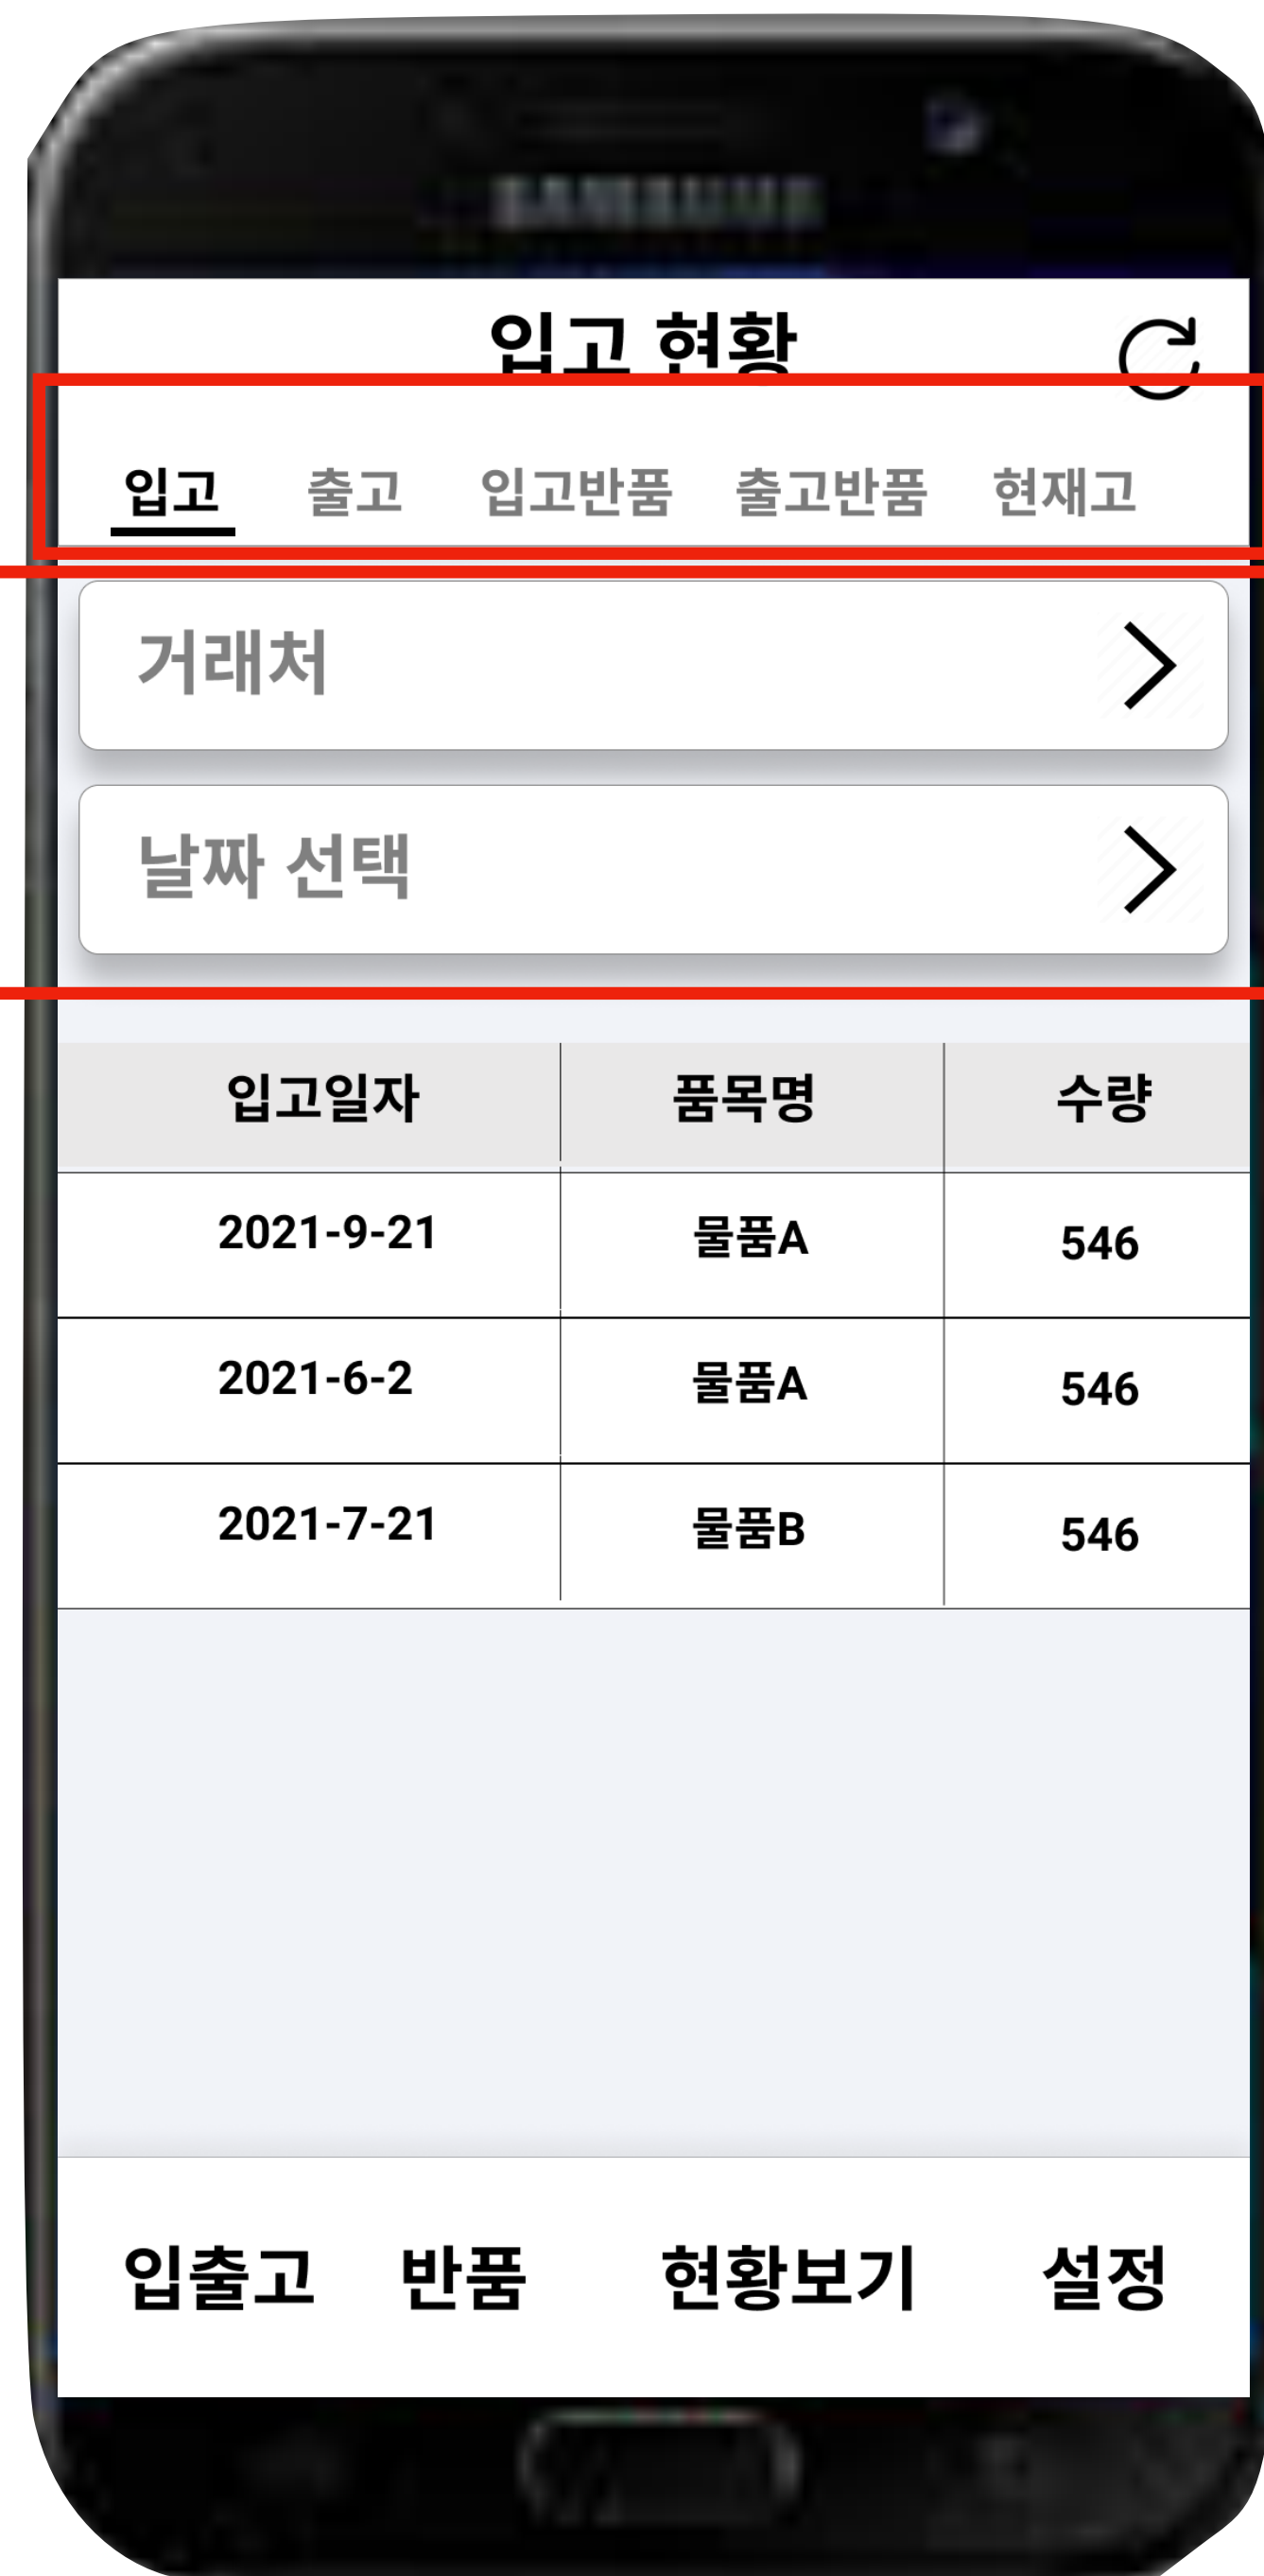 입고 현황
입고 출고 입고반품 출고반품 현재고
거래처
날짜 선택
입고일자 품목명 수량
2021-9-21 물품A 546
2021-6-2 물품A 546
2021-7-21 물품B 546
입출고 반품 현황보기 설정